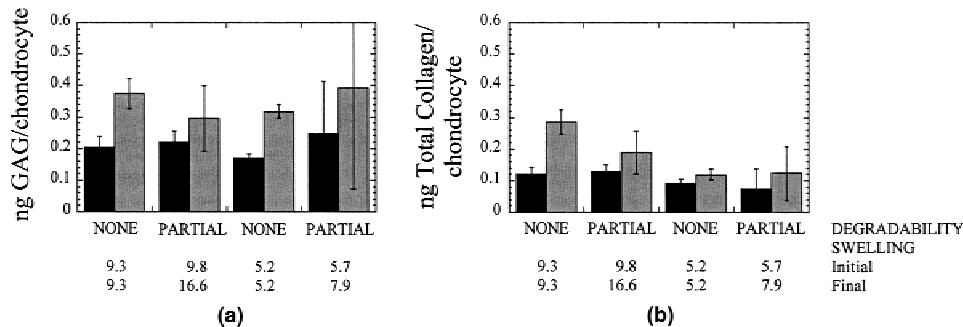 ng GAG/chondrocyte
0.6
0.5
0.4
0.3
0.2
0.1
0
NONE PARTIAL NONE PARTIAL
9.3 9.8 5.2 5.7
9.3 16.6 5.2 7.9
(a)
ng Total Collagen/
chondrocyte
0.6
0.5
0.4
0.3
0.2
0.1
0
NONE PARTIAL NONE PARTIAL DEGRADABILITY
SWELLING
9.3 9.8 5.2 5.7 Initial
9.3 16.6 5.2 7.9 Final
(b)